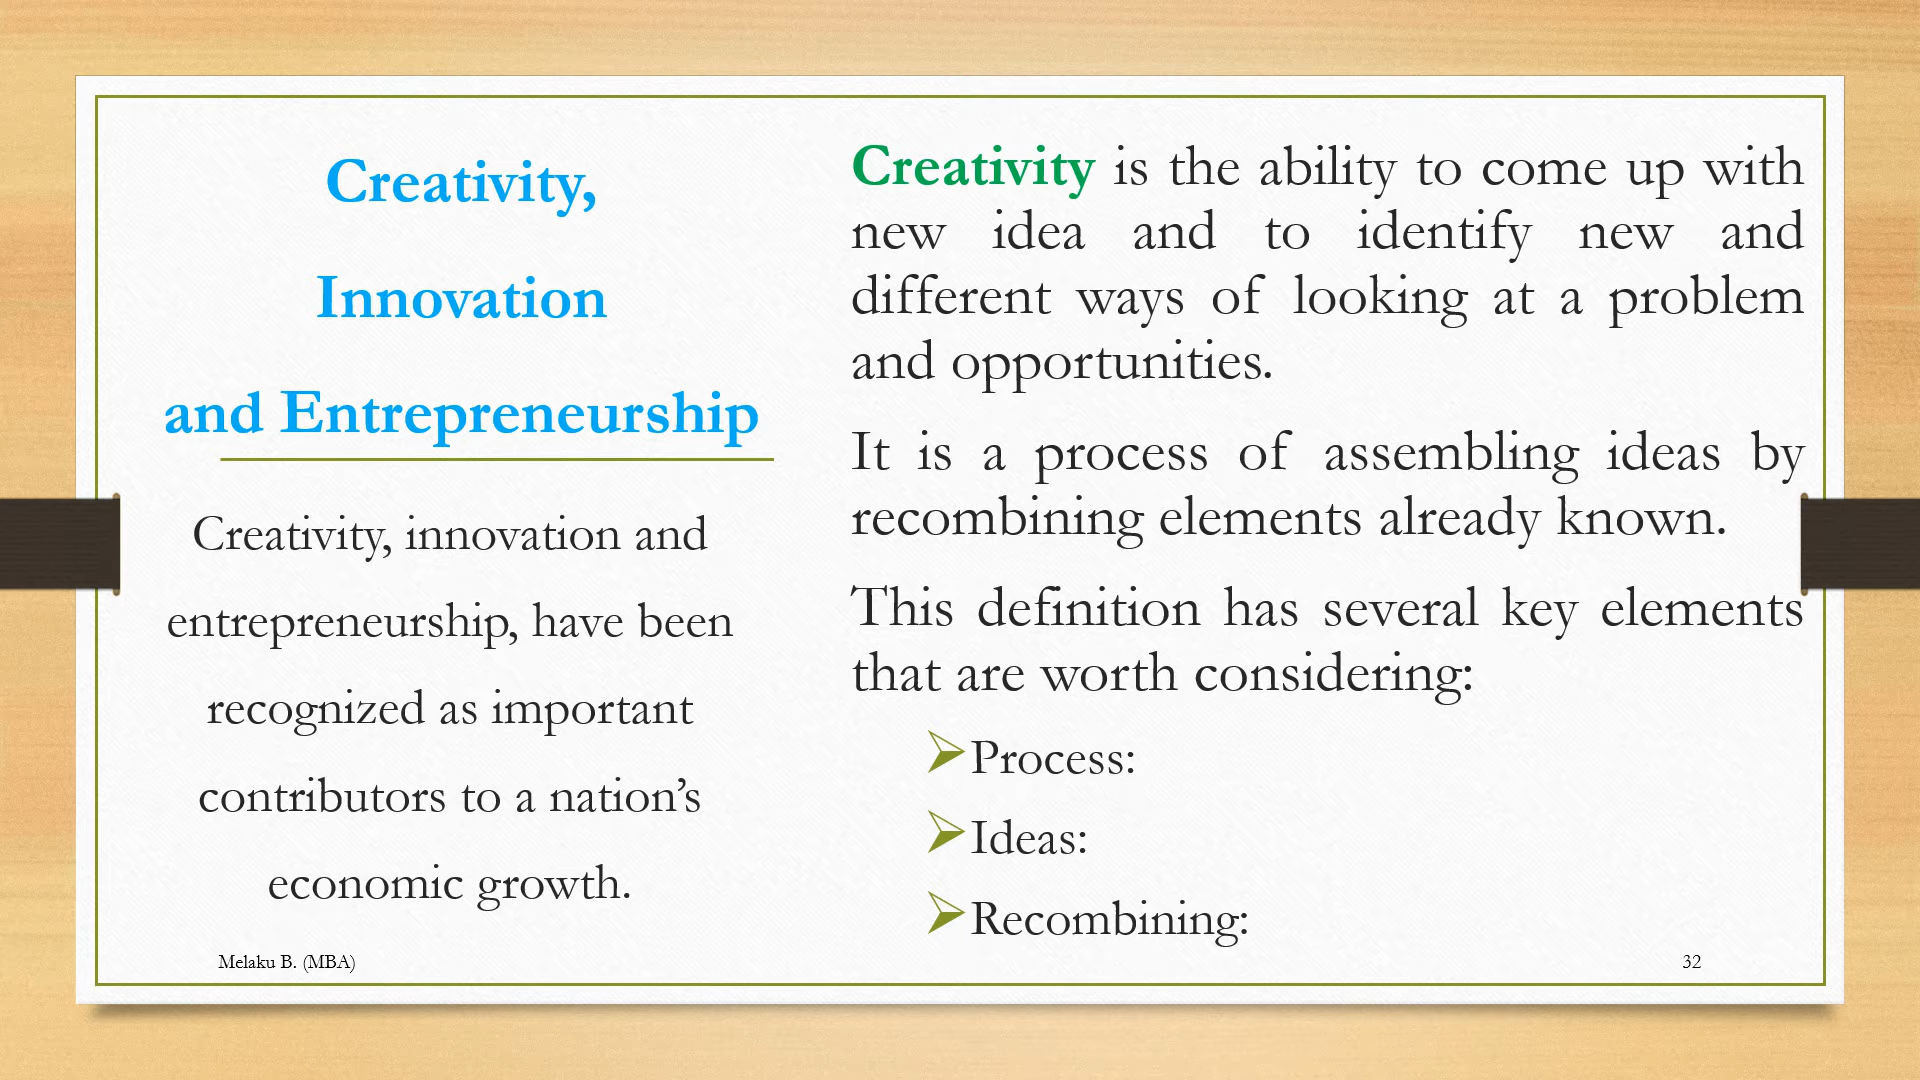 Creativity,
Innovation
and Entrepreneurship
Creativity, innovation and
entrepreneurship, have been
recognized as important
contributors to a nation’s
economic growth.
Creativity is the ability to come up with
new idea and to identify new and
different ways of looking at a problem
and opportunities.
It is a process of assembling ideas by
recombining elements already known.
This definition has several key elements
that are worth considering:
Process:
Ideas:
Recombining:
Melaku B. (MBA)
32